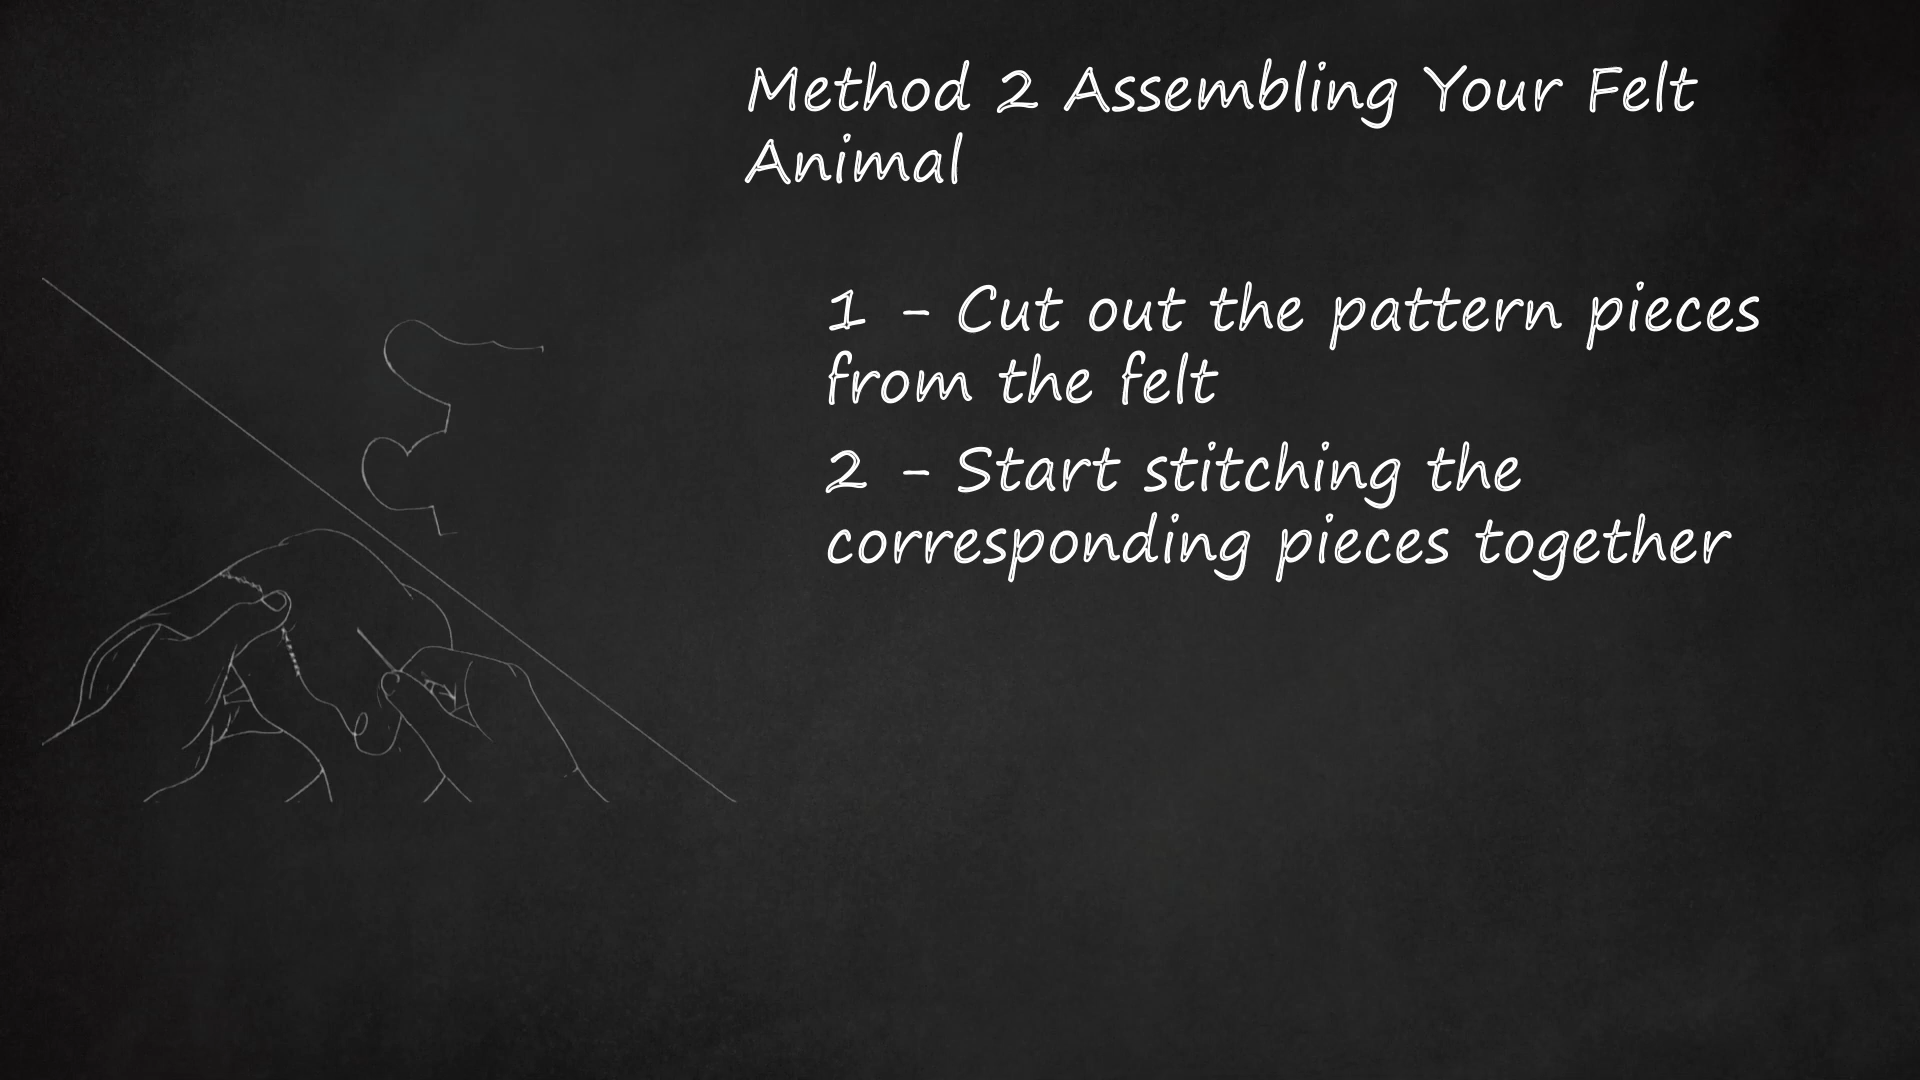 Method 2 Assembling Your Felt
Animal
1 - Cut out the pattern pieces
from the felt
2 - Start stitching the
corresponding pieces together